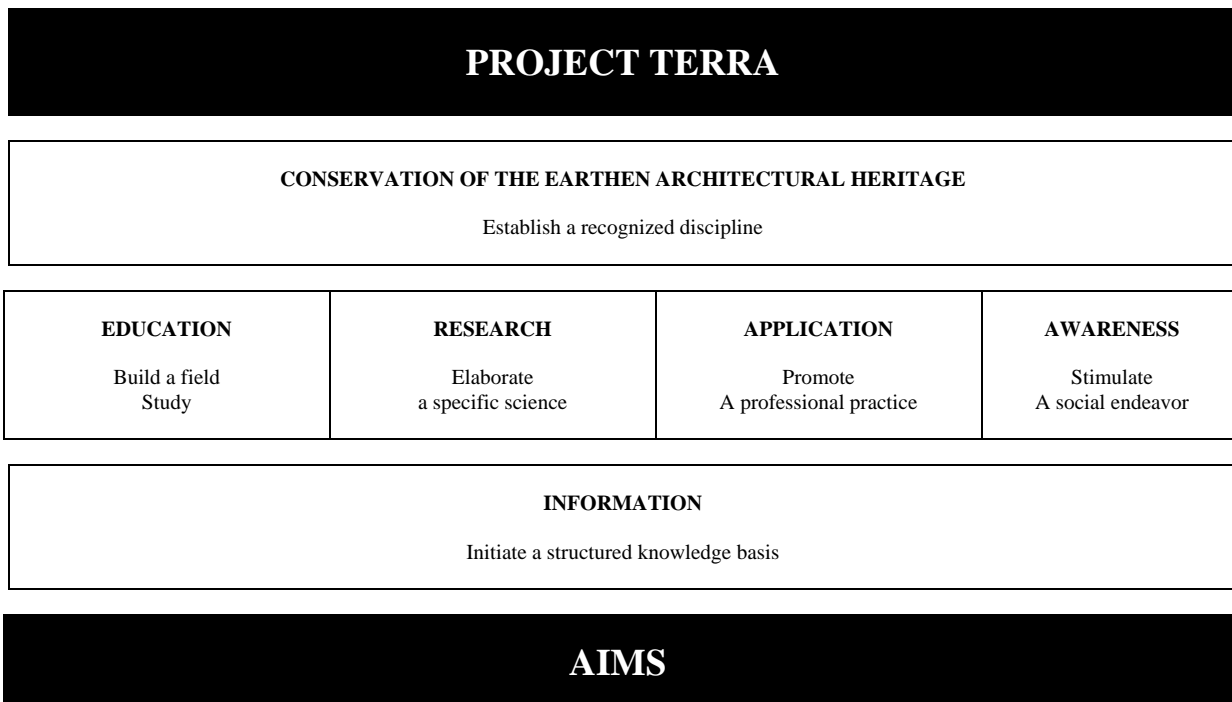 PROJECT TERRA
CONSERVATION OF THE EARTHEN ARCHITECTURAL HERITAGE
Establish a recognized discipline
EDUCATION
Build a field
Study
RESEARCH
Elaborate
a specific science
APPLICATION
Promote
A professional practice
AWARENESS
Stimulate
A social endeavor
INFORMATION
Initiate a structured knowledge basis
AIMS